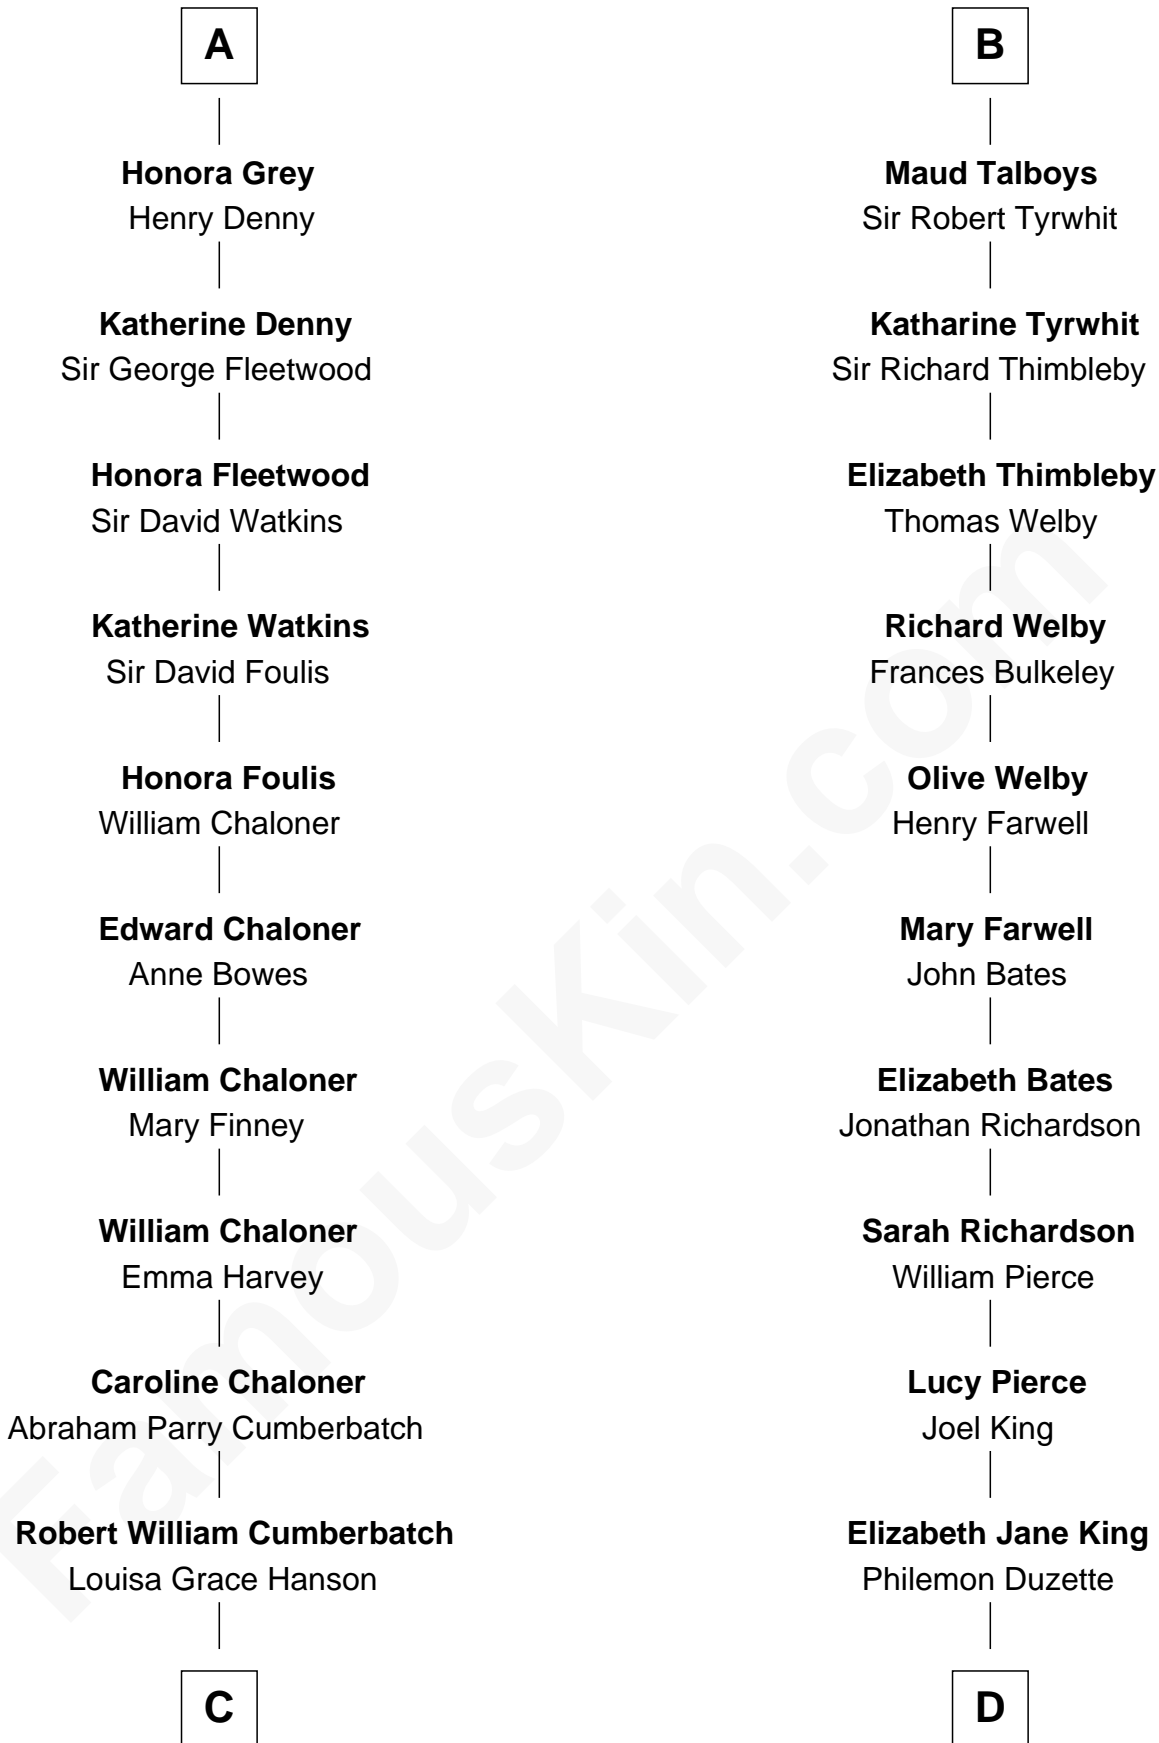 A
Honora Grey
Henry Denny
Katherine Denny
Sir George Fleetwood
Honora Fleetwood
Sir David Watkins
Katherine Watkins
Sir David Foulis
Honora Foulis
William Chaloner
Edward Chaloner
Anne Bowes
William Chaloner
Mary Finney
William Chaloner
Emma Harvey
Caroline Chaloner
Abraham Parry Cumberbatch
Robert William Cumberbatch
Louisa Grace Hanson
C
B
Maud Talboys
Sir Robert Tyrwhit
Katharine Tyrwhit
Sir Richard Thimbleby
Elizabeth Thimbleby
Thomas Welby
Richard Welby
Frances Bulkeley
Olive Welby
Henry Farwell
Mary Farwell
John Bates
Elizabeth Bates
Jonathan Richardson
Sarah Richardson
William Pierce
Lucy Pierce
Joel King
Elizabeth Jane King
Philemon Duzette
D
FamousKin.com